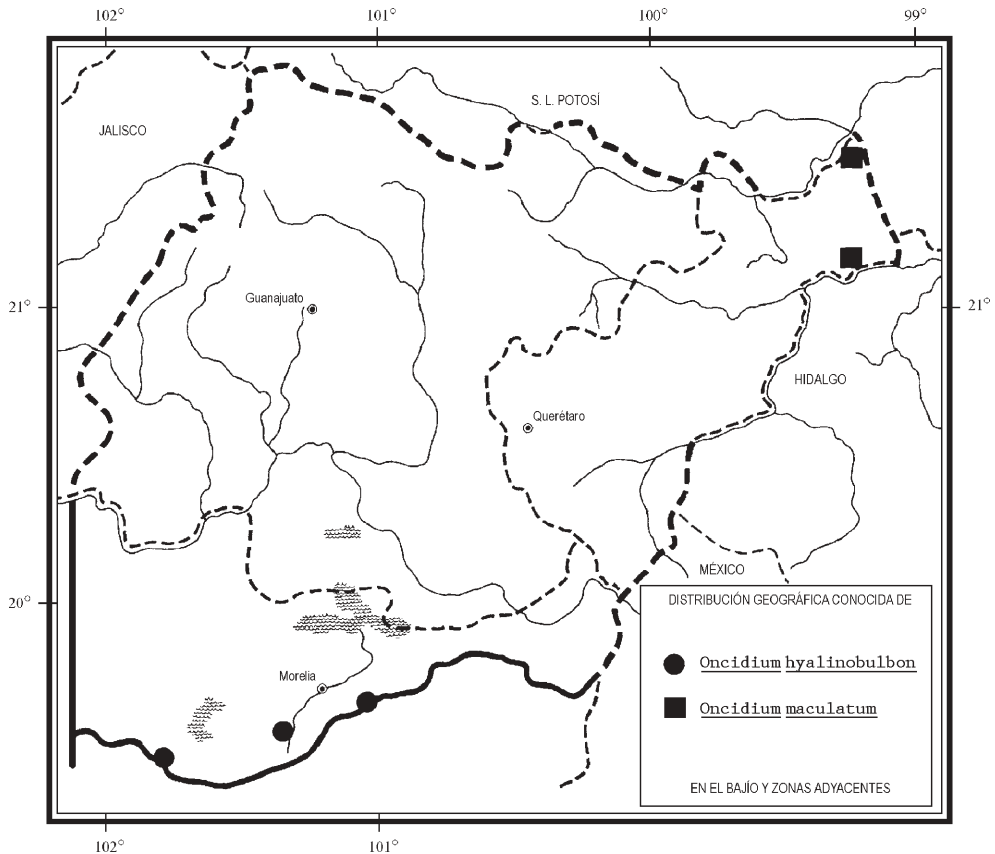 102° 101° 100° 99°
S. L. POTOSÍ
JALISCO
Guanajuato
21° 21°
HIDALGO
Querétaro
MÉXICO
20°
DISTRIBUCIÓN GEOGRÁFICA CONOCIDA DE
Oncidium hyalinobulbon
Morelia
Oncidium maculatum
EN EL BAJÍO Y ZONAS ADYACENTES
102° 101°